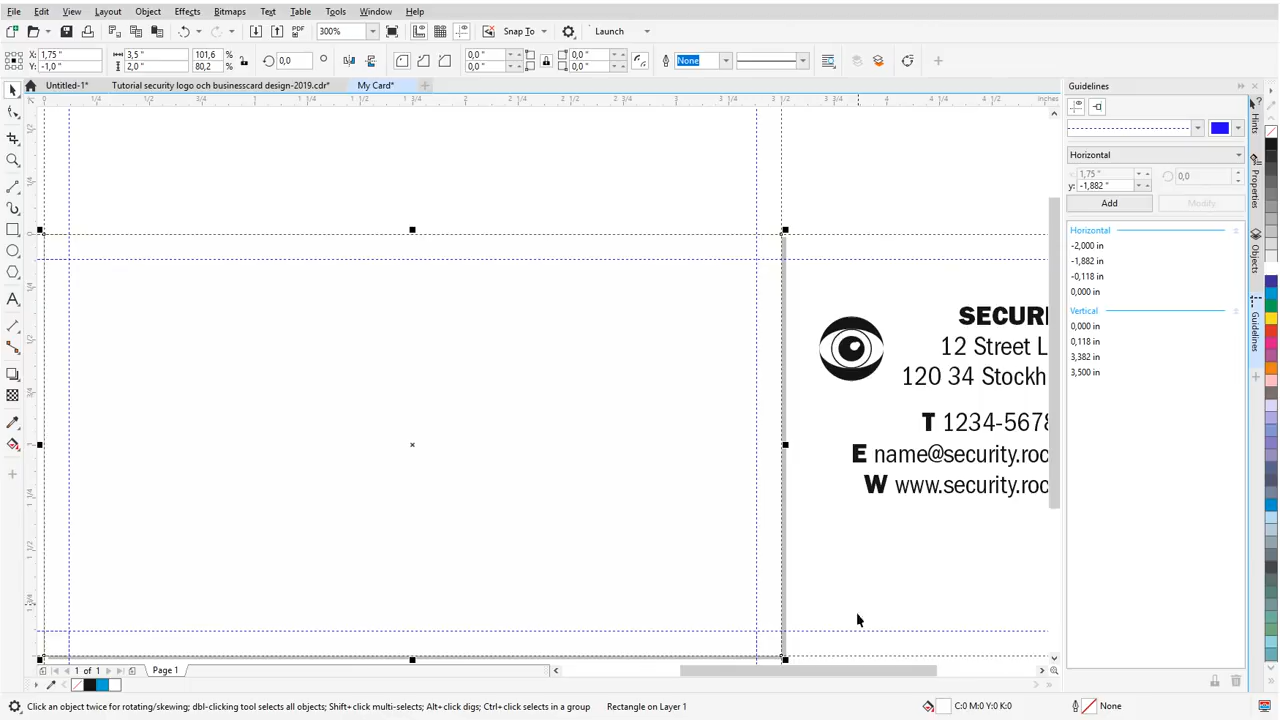 File Edit View Layout Object Effects Bitmaps Text Table Tools Window Help
300% Snap To Launch
X: 1,75 " 3,5 " 101,6 % 0,0 ° 0,0 " 0,0 " None
Y: -1,0 " 2,0 " 80,2 % 0,0 " 0,0 "
Untitled-1* Tutorial security logo och businesscard design-2019.cdr* My Card*
Guidelines
Horizontal
x: 1,75 " 0,0
y: -1,882 "
Add Modify
Horizontal
-2,000 in
-1,882 in
-0,118 in
0,000 in
Vertical
0,000 in
0,118 in
3,382 in
3,500 in
Hints
Properties
Objects
Guidelines
inches
SECURI
12 Street L
120 34 Stockh
T 1234-5678
E name@security.roc
W www.security.roc
1 of 1 Page 1
Click an object twice for rotating/skewing; dbl-clicking tool selects all objects; Shift+click multi-selects; Alt+click digs; Ctrl+click selects in a group Rectangle on Layer 1 C:0 M:0 Y:0 K:0 None